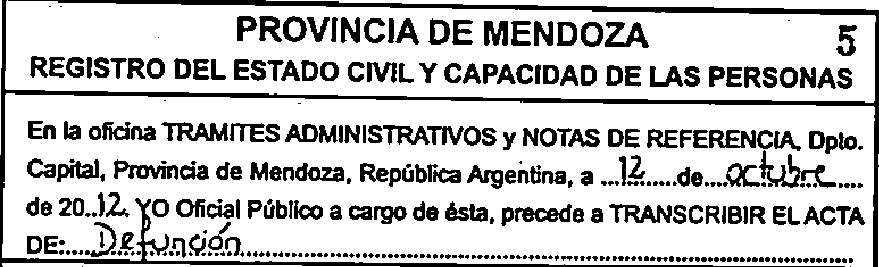 PROVINCIA DE MENDOZA 5
REGISTRO DEL ESTADO CIVIL Y CAPACIDAD DE LAS PERSONAS
En la oficina TRAMITES ADMINISTRATIVOS y NOTAS DE REFERENCIA, Dpto.
Capital, Provincia de Mendoza, República Argentina, a ...12......de....octubre....
de 20..12. YO Oficial Público a cargo de ésta, precede a TRANSCRIBIR EL ACTA
DE:.....Defunción.....